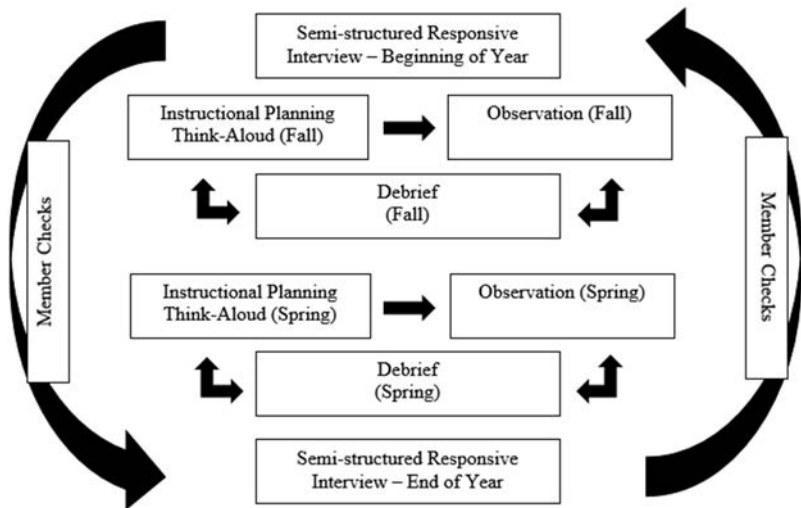 Semi-structured Responsive
Interview – Beginning of Year
Instructional Planning
Think-Aloud (Fall)
Observation (Fall)
Debrief
(Fall)
Member Checks
Member Checks
Instructional Planning
Think-Aloud (Spring)
Observation (Spring)
Debrief
(Spring)
Semi-structured Responsive
Interview – End of Year